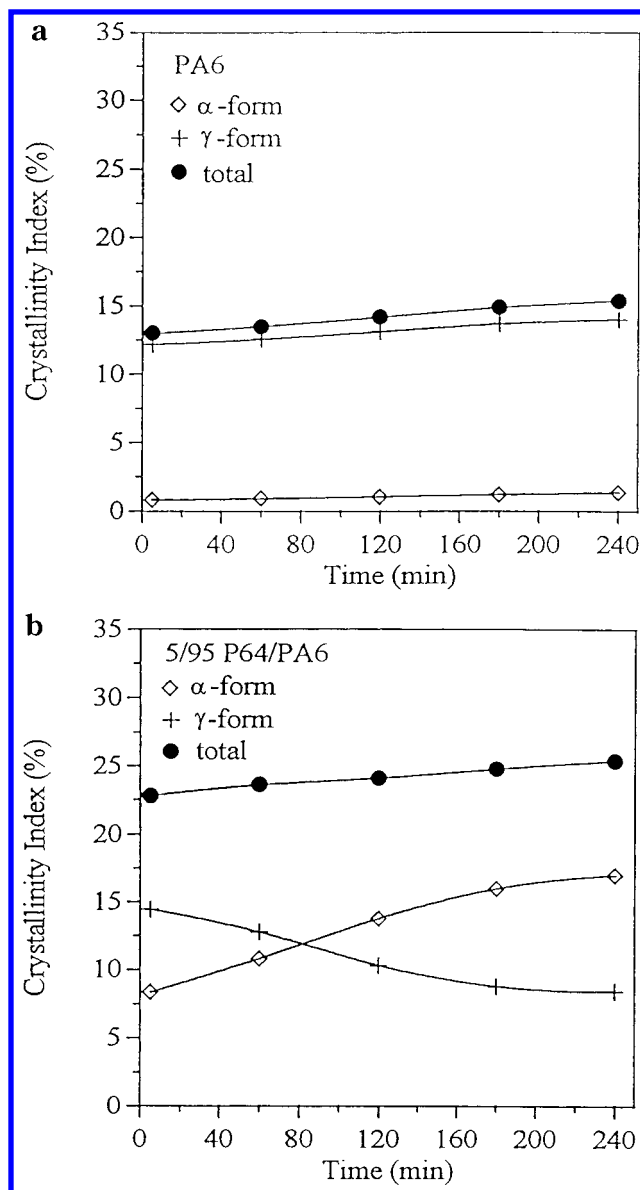 a
PA6
◇ α-form
+ γ-form
● total
Crystallinity Index (%)
35
30
25
20
15
10
5
0
0 40 80 120 160 200 240
Time (min)
b
5/95 P64/PA6
◇ α-form
+ γ-form
● total
Crystallinity Index (%)
35
30
25
20
15
10
5
0
0 40 80 120 160 200 240
Time (min)